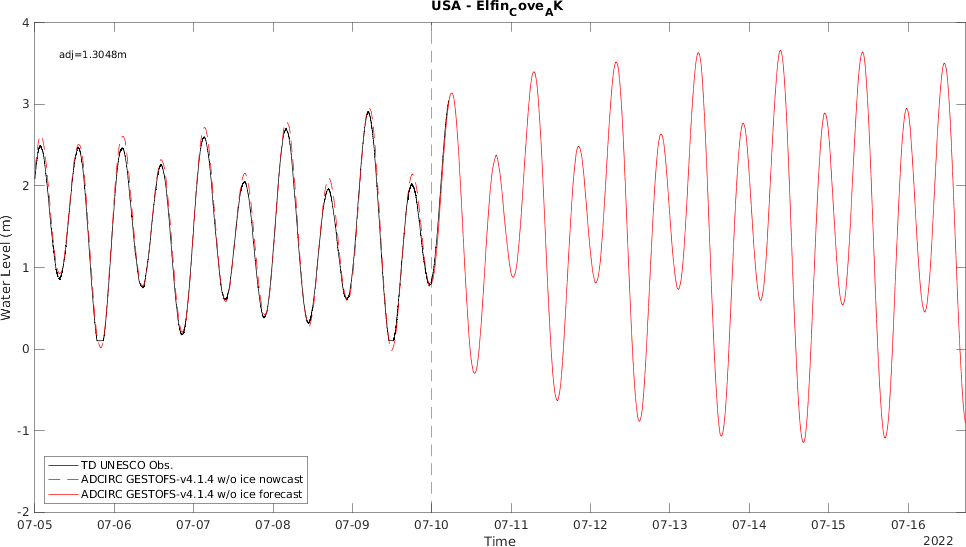 USA - ElfinCoveAK
adj=1.3048m
4
3
2
1
0
-1
-2
Water Level (m)
TD UNESCO Obs.
ADCIRC GESTOFS-v4.1.4 w/o ice nowcast
ADCIRC GESTOFS-v4.1.4 w/o ice forecast
07-05 07-06 07-07 07-08 07-09 07-10 07-11 07-12 07-13 07-14 07-15 07-16
Time
2022